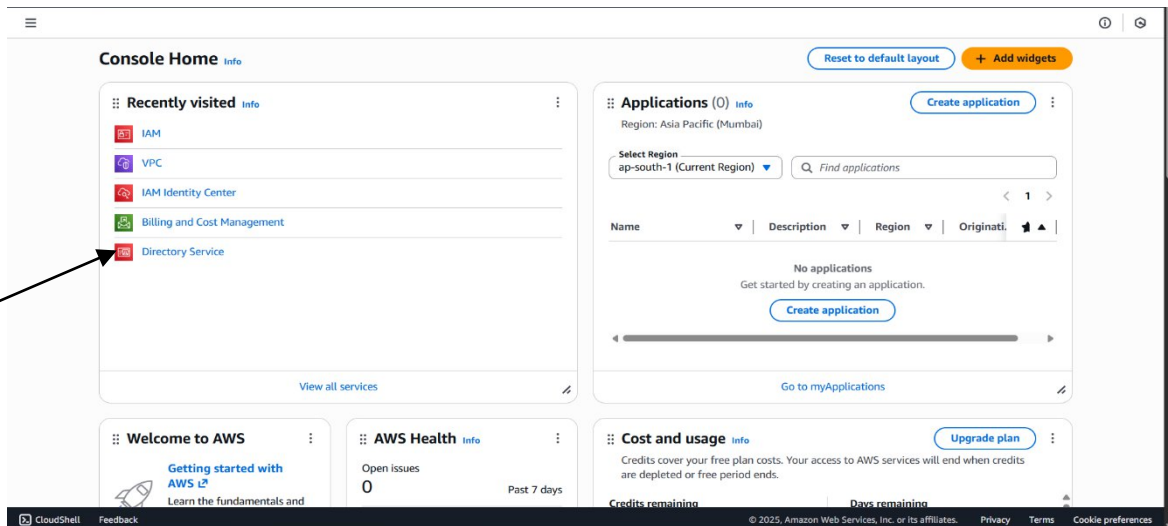 Console Home Info
Reset to default layout
+ Add widgets
Recently visited Info
IAM
VPC
IAM Identity Center
Billing and Cost Management
Directory Service
View all services
Applications (0) Info
Create application
Region: Asia Pacific (Mumbai)
Select Region
ap-south-1 (Current Region)
Find applications
1
Name Description Region Originati.
No applications
Get started by creating an application.
Create application
Go to myApplications
Welcome to AWS
Getting started with
AWS
Learn the fundamentals and
AWS Health Info
Open issues
0
Past 7 days
Cost and usage Info
Upgrade plan
Credits cover your free plan costs. Your access to AWS services will end when credits
are depleted or free period ends.
Credits remaining
Days remaining
CloudShell Feedback
© 2025, Amazon Web Services, Inc. or its affiliates. Privacy Terms Cookie preferences